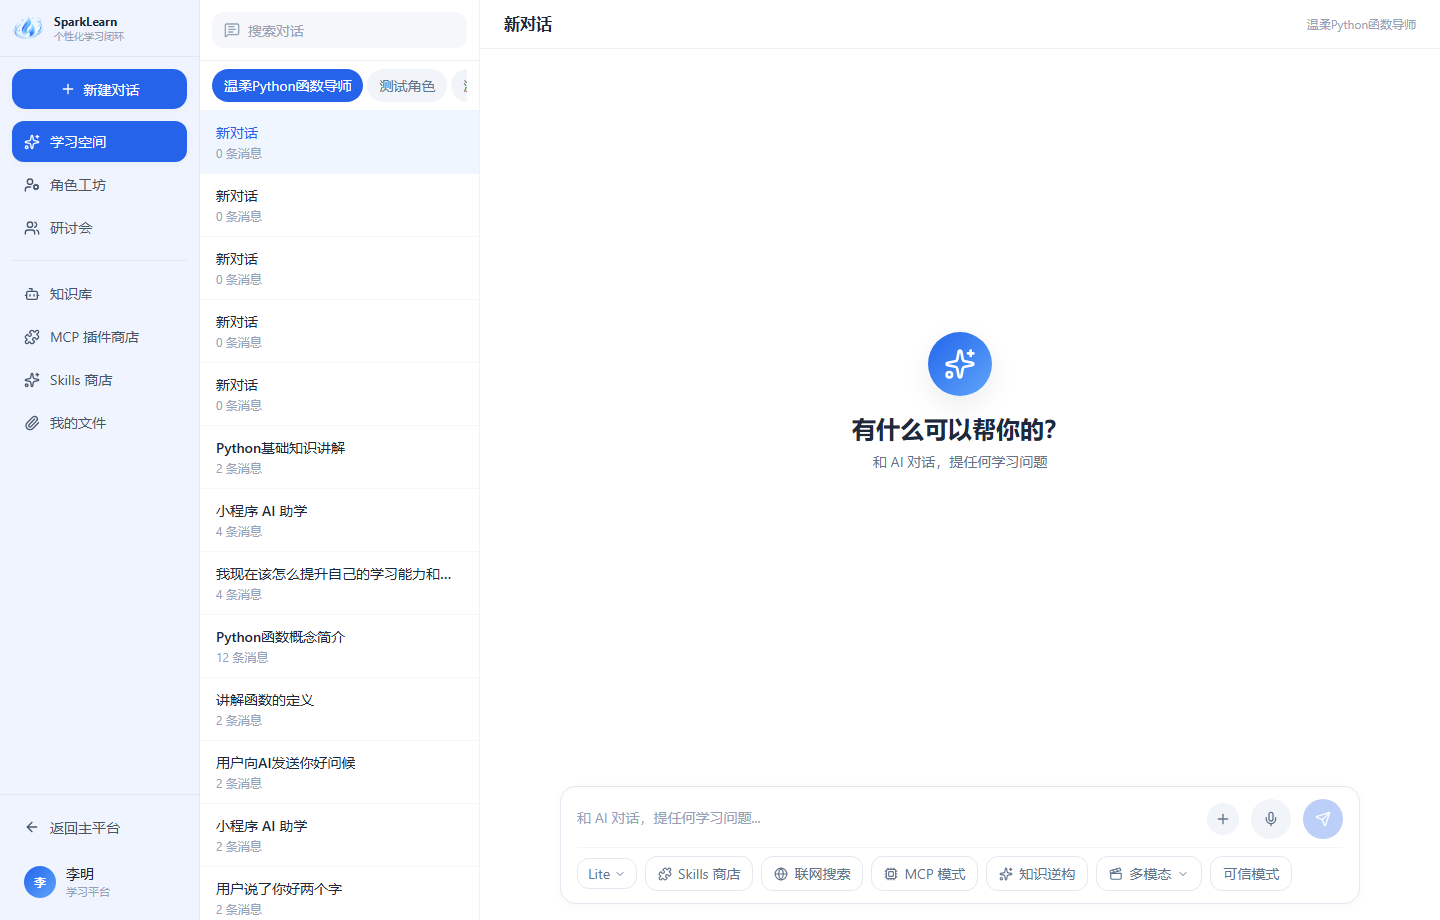 SparkLearn
个性化学习闭环
新建对话
学习空间
角色工坊
研讨会
知识库
MCP 插件商店
Skills 商店
我的文件
返回主平台
李
李明
学习平台
搜索对话
温柔Python函数导师
测试角色
新对话
0 条消息
新对话
0 条消息
新对话
0 条消息
新对话
0 条消息
新对话
0 条消息
Python基础知识讲解
2 条消息
小程序 AI 助学
4 条消息
我现在该怎么提升自己的学习能力和...
4 条消息
Python函数概念简介
12 条消息
讲解函数的定义
2 条消息
用户向AI发送你好问候
2 条消息
小程序 AI 助学
2 条消息
用户说了你好两个字
2 条消息
新对话
温柔Python函数导师
有什么可以帮你的?
和 AI 对话，提任何学习问题
和 AI 对话，提任何学习问题...
Lite
Skills 商店
联网搜索
MCP 模式
知识逆构
多模态
可信模式